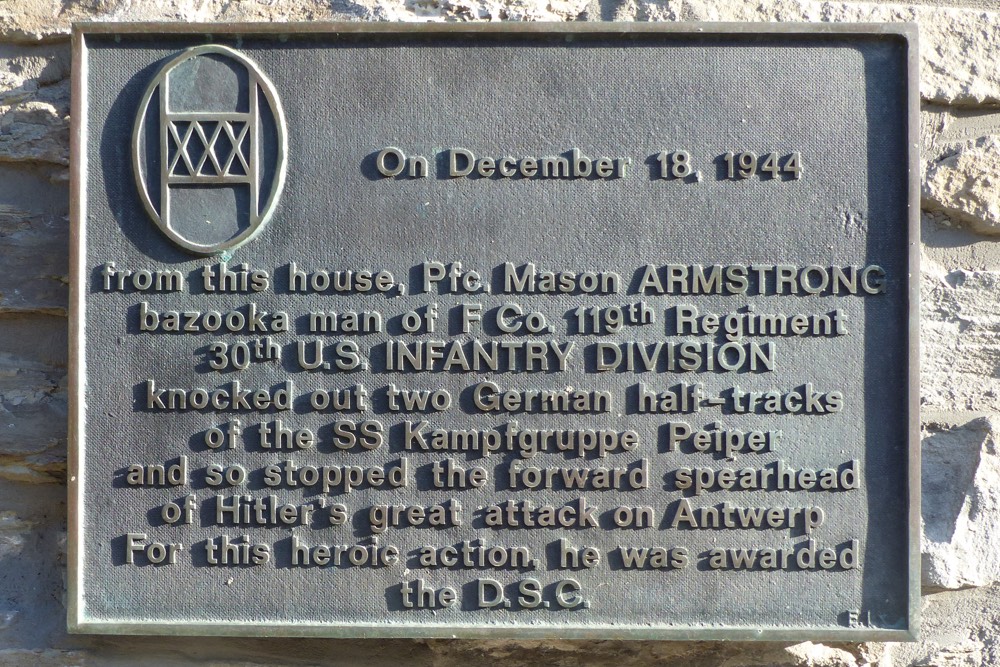 On December 18, 1944
from this house, Pfc. Mason ARMSTRONG
bazooka man of F Co. 119th Regiment
30th U.S. INFANTRY DIVISION
knocked out two German half-tracks
of the SS Kampfgruppe Peiper
and so stopped the forward spearhead
of Hitler's great attack on Antwerp
For this heroic action, he was awarded
the D.S.C.